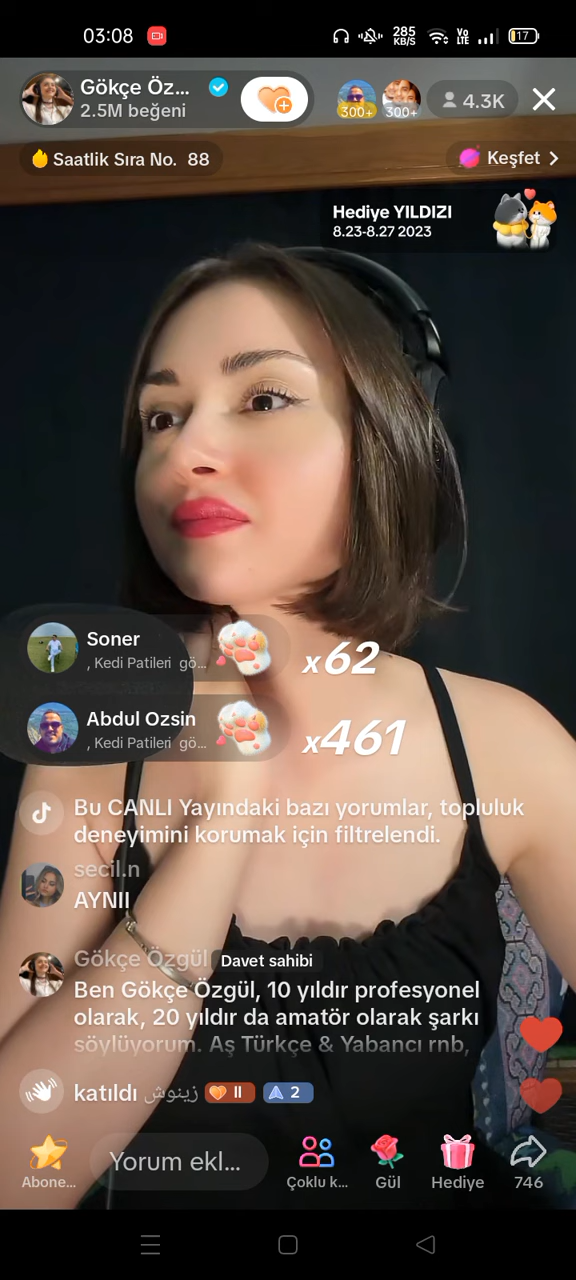 03:08
285
KB/S
Vo
LTE
17
Gökçe Öz...
2.5M beğeni
300+
300+
4.3K
Saatlik Sıra No. 88
Keşfet
Hediye YILDIZI
8.23-8.27 2023
Soner
, Kedi Patileri gö...
x62
Abdul Ozsin
, Kedi Patileri gö...
x461
Bu CANLI Yayındaki bazı yorumlar, topluluk
deneyimini korumak için filtrelendi.
secil.n
AYNII
Gökçe Özgül Davet sahibi
Ben Gökçe Özgül, 10 yıldır profesyonel
olarak, 20 yıldır da amatör olarak şarkı
söylüyorum. Aş Türkçe & Yabancı rnb,
katıldı زينوش II 2
Abone...
Yorum ekl...
Çoklu k...
Gül
Hediye
746